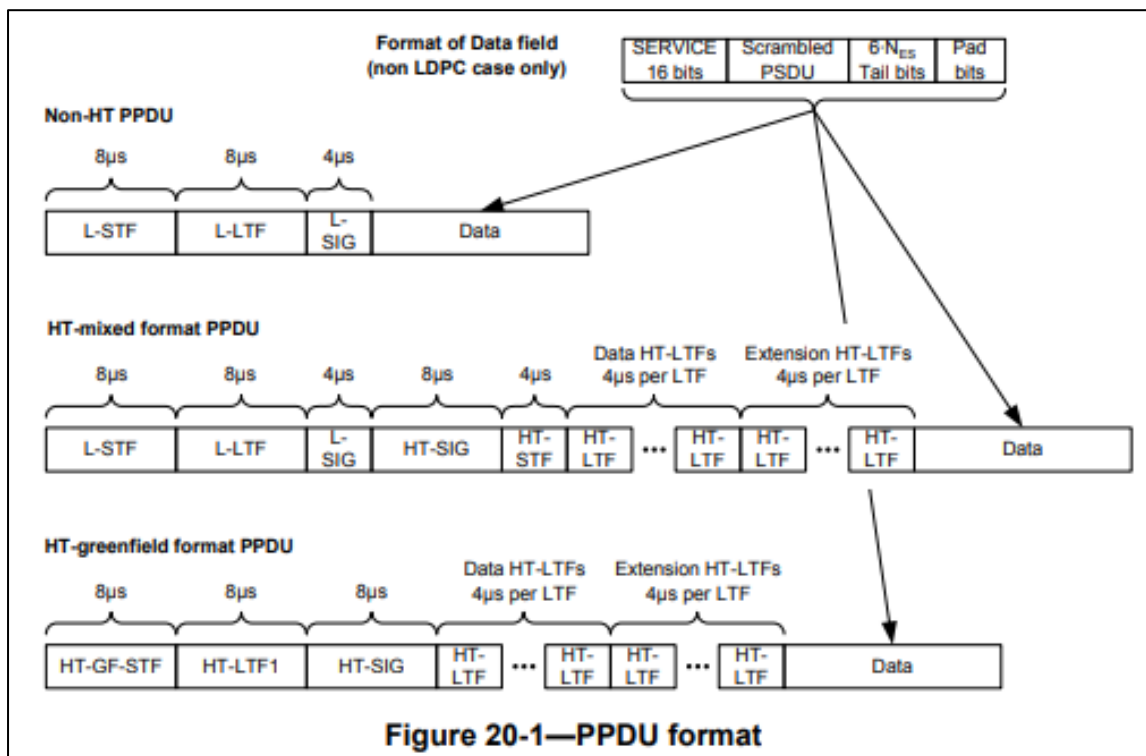 Format of Data field
(non LDPC case only)
SERVICE
16 bits
Scrambled
PSDU
6·NES
Tail bits
Pad
bits
Non-HT PPDU
8µs
8µs
4µs
L-STF
L-LTF
L-
SIG
Data
HT-mixed format PPDU
Data HT-LTFs
4µs per LTF
Extension HT-LTFs
4µs per LTF
8µs
8µs
4µs
8µs
4µs
L-STF
L-LTF
L-
SIG
HT-SIG
HT-
STF
HT-
LTF
•••
HT-
LTF
HT-
LTF
•••
HT-
LTF
Data
HT-greenfield format PPDU
Data HT-LTFs
4µs per LTF
Extension HT-LTFs
4µs per LTF
8µs
8µs
8µs
HT-GF-STF
HT-LTF1
HT-SIG
HT-
LTF
•••
HT-
LTF
HT-
LTF
•••
HT-
LTF
Data
Figure 20-1—PPDU format